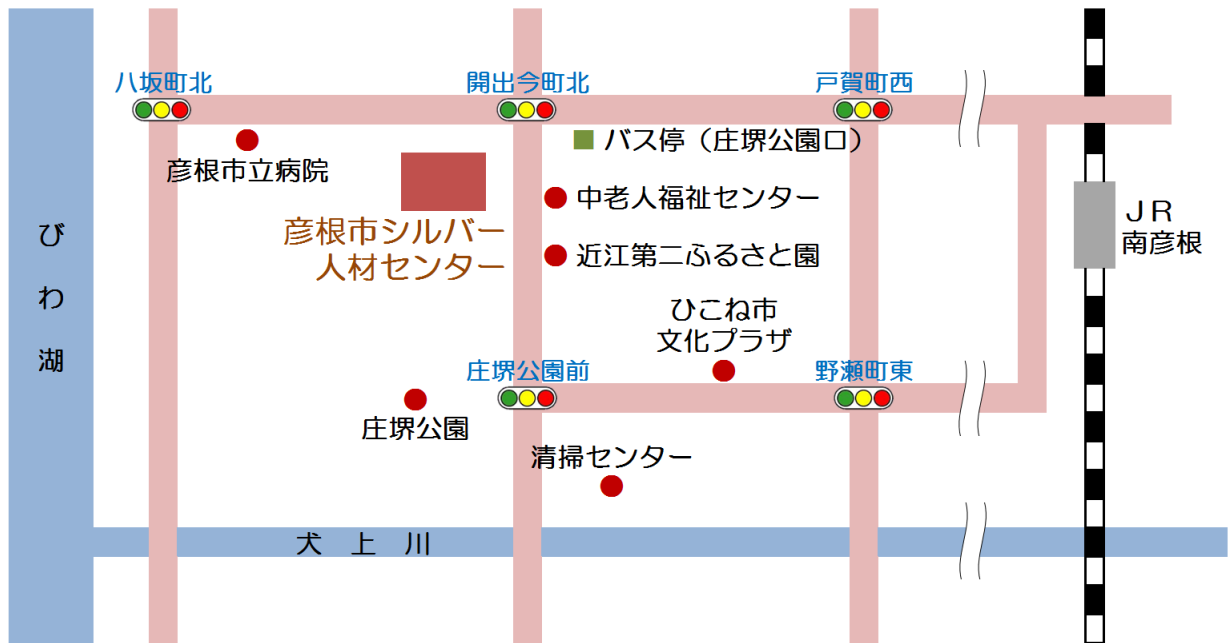 八坂町北
開出今町北
戸賀町西
バス停（庄堺公園口）
彦根市立病院
中老人福祉センター
彦根市シルバー
人材センター
近江第二ふるさと園
びわ湖
ＪＲ
南彦根
ひこね市
文化プラザ
庄堺公園前
野瀬町東
庄堺公園
清掃センター
犬上川